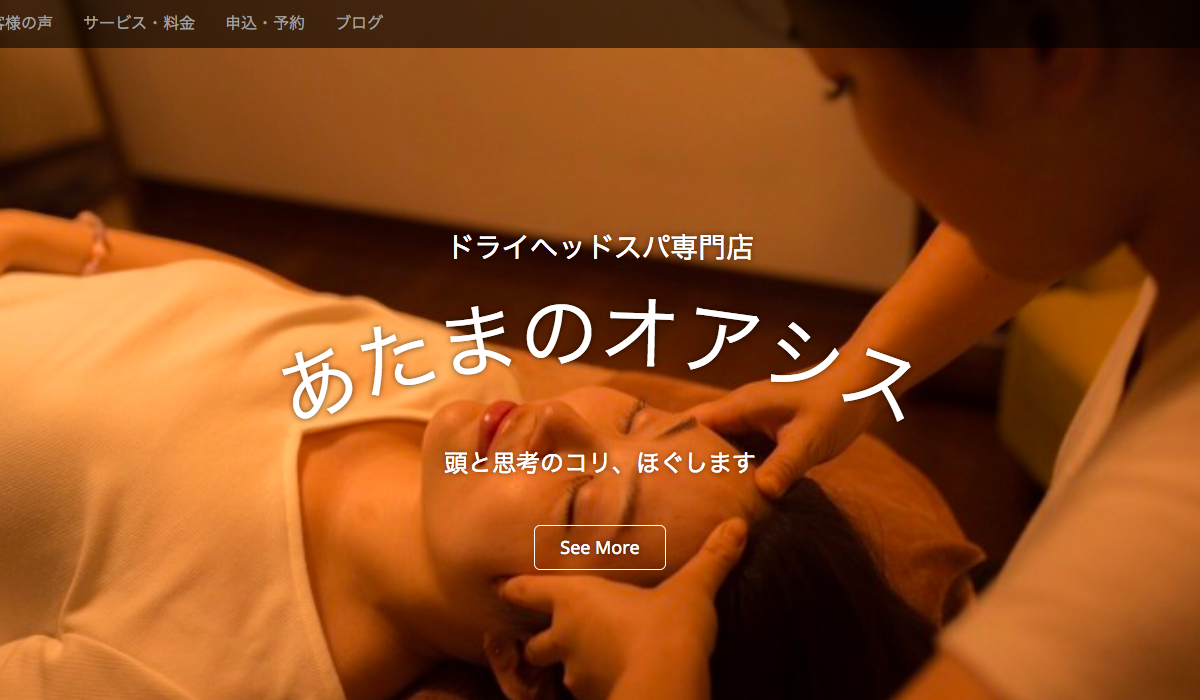 様の声 サービス・料金 申込・予約 ブログ
ドライヘッドスパ専門店
あたまのオアシス
頭と思考のコリ、ほぐします
See More